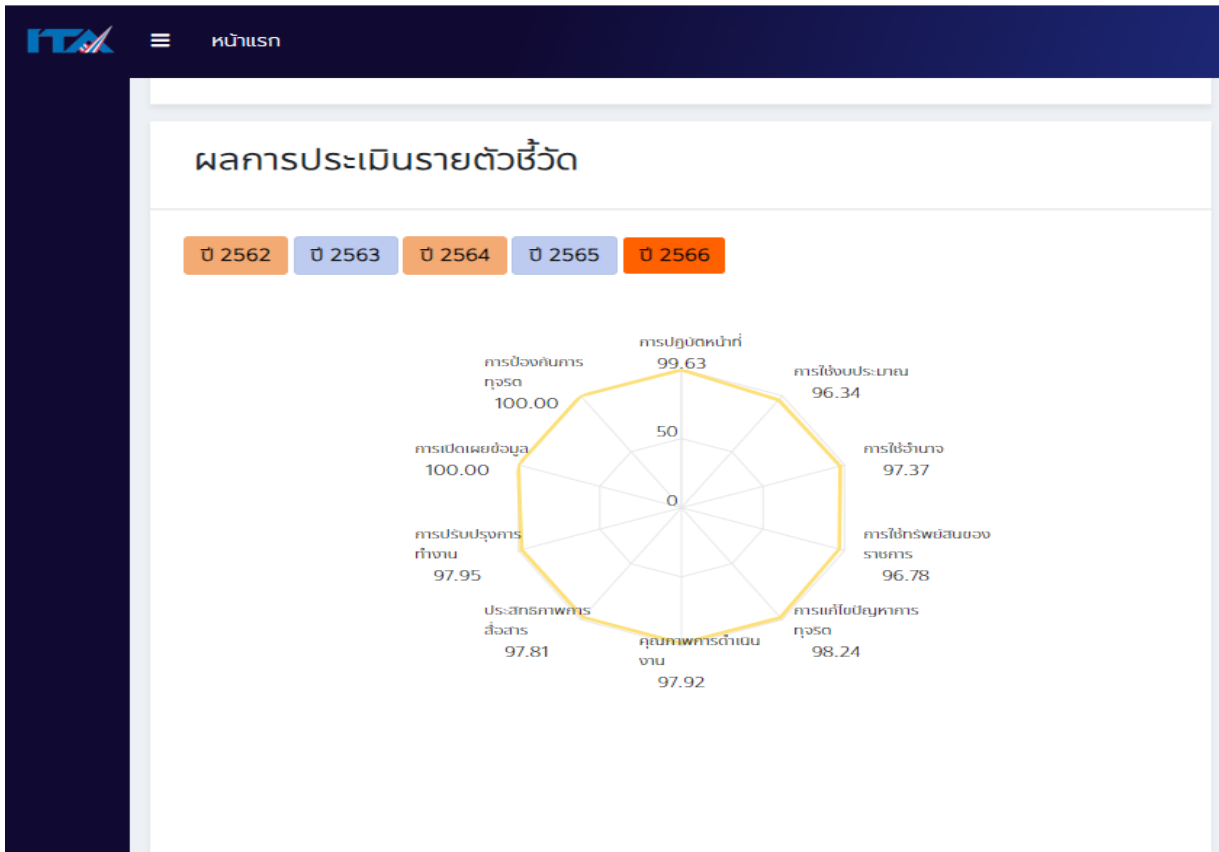 ITA
หน้าแรก
ผลการประเมินรายตัวชี้วัด
ปี 2562
ปี 2563
ปี 2564
ปี 2565
ปี 2566
การปฏิบัติหน้าที่
99.63
การใช้งบประมาณ
96.34
การใช้อำนาจ
97.37
การใช้ทรัพย์สินของ
ราชการ
96.78
การแก้ไขปัญหาการ
ทุจริต
98.24
คุณภาพการดำเนิน
งาน
97.92
ประสิทธิภาพการ
สื่อสาร
97.81
การปรับปรุงการ
ทำงาน
97.95
การเปิดเผยข้อมูล
100.00
การป้องกันการ
ทุจริต
100.00
50
0